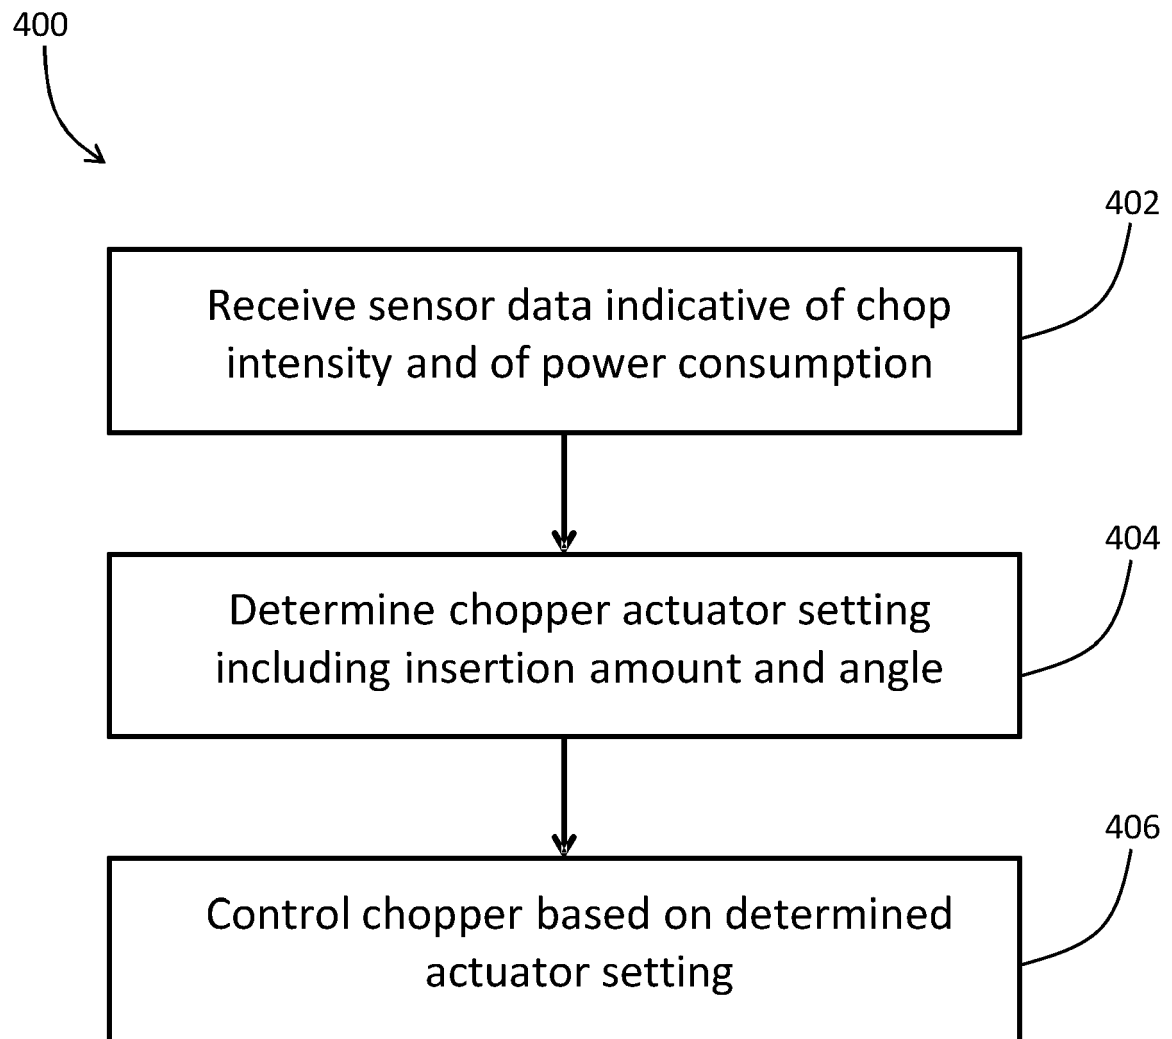 400
402
Receive sensor data indicative of chop
intensity and of power consumption
404
Determine chopper actuator setting
including insertion amount and angle
406
Control chopper based on determined
actuator setting